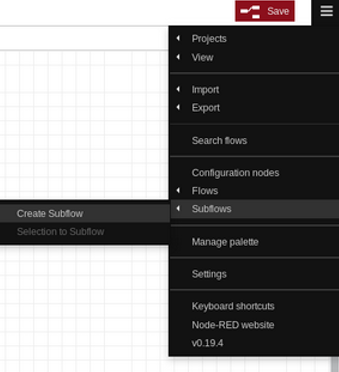 Save
Projects
View
Import
Export
Search flows
Configuration nodes
Flows
Subflows
Create Subflow
Selection to Subflow
Manage palette
Settings
Keyboard shortcuts
Node-RED website
v0.19.4